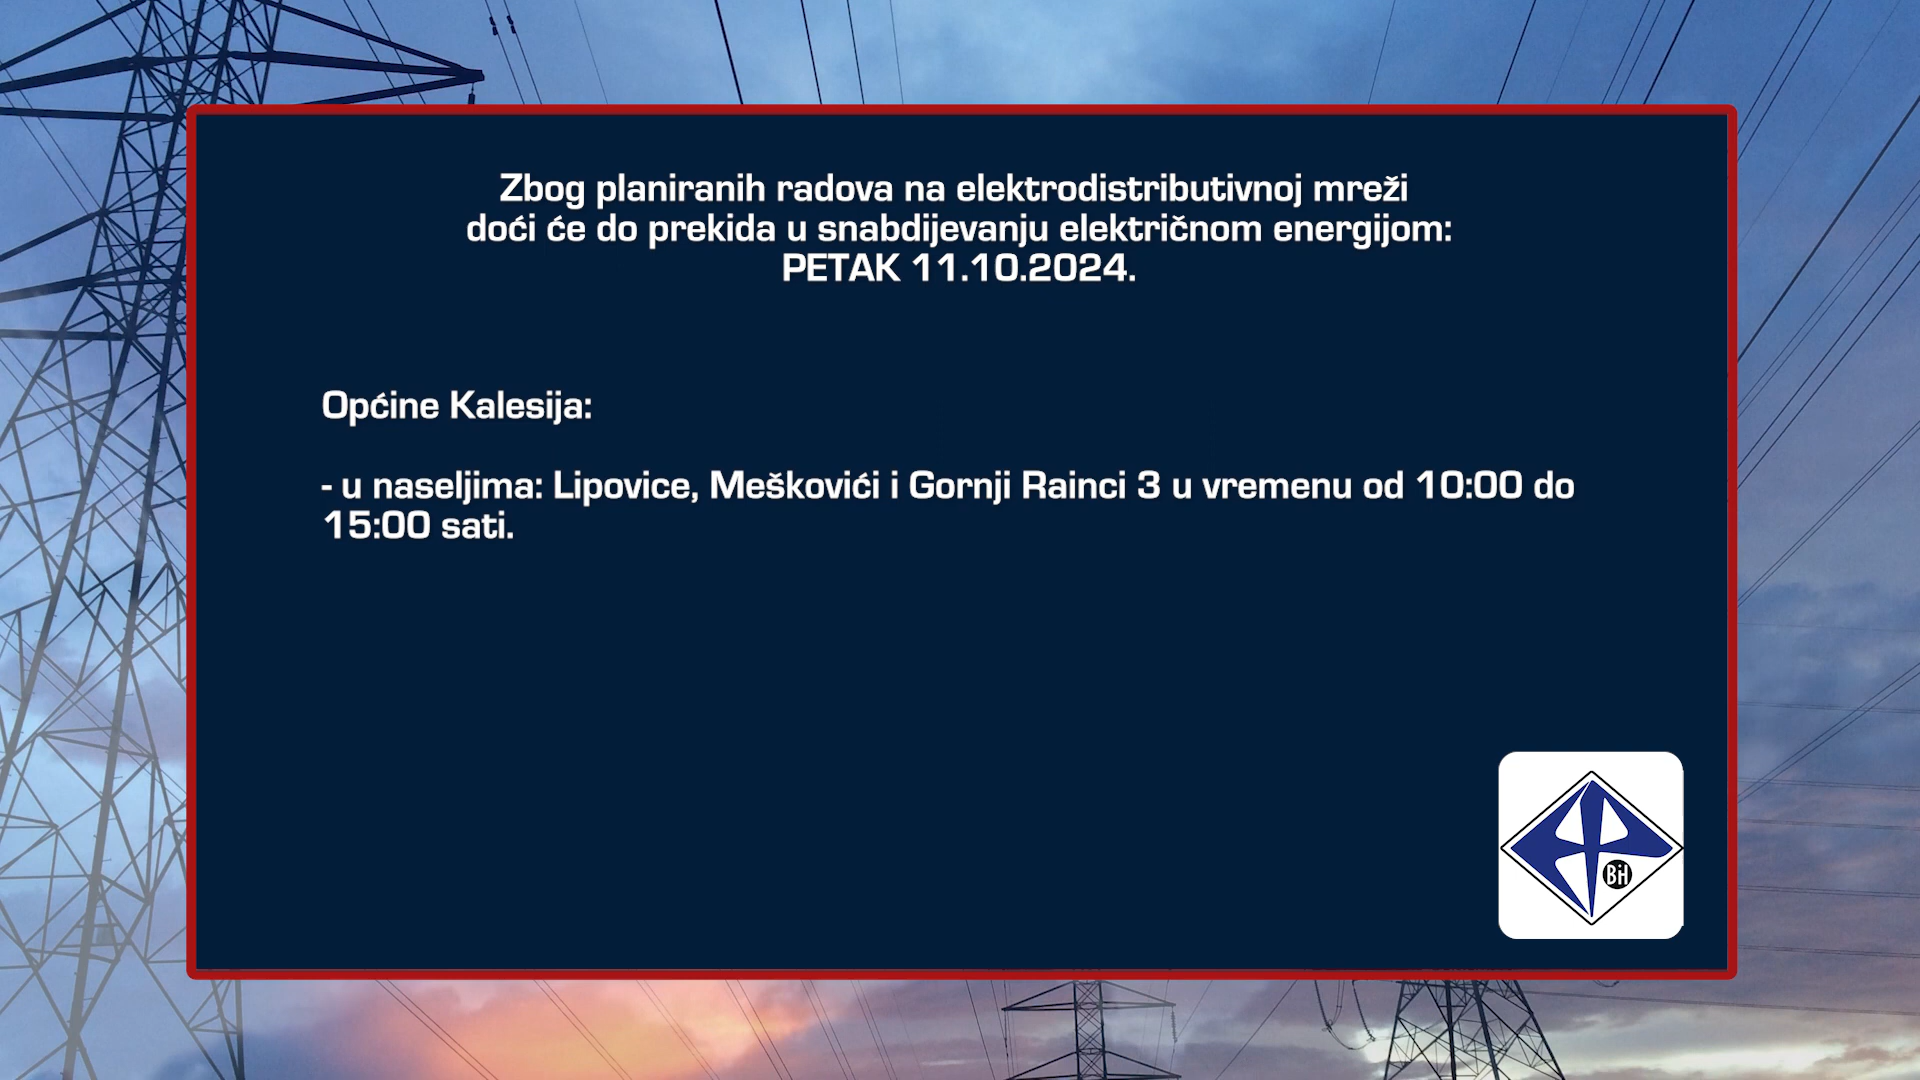 Zbog planiranih radova na elektrodistributivnoj mreži
doći će do prekida u snabdijevanju električnom energijom:
PETAK 11.10.2024.
Općine Kalesija:
- u naseljima: Lipovice, Meškovići i Gornji Rainci 3 u vremenu od 10:00 do
15:00 sati.
BiH